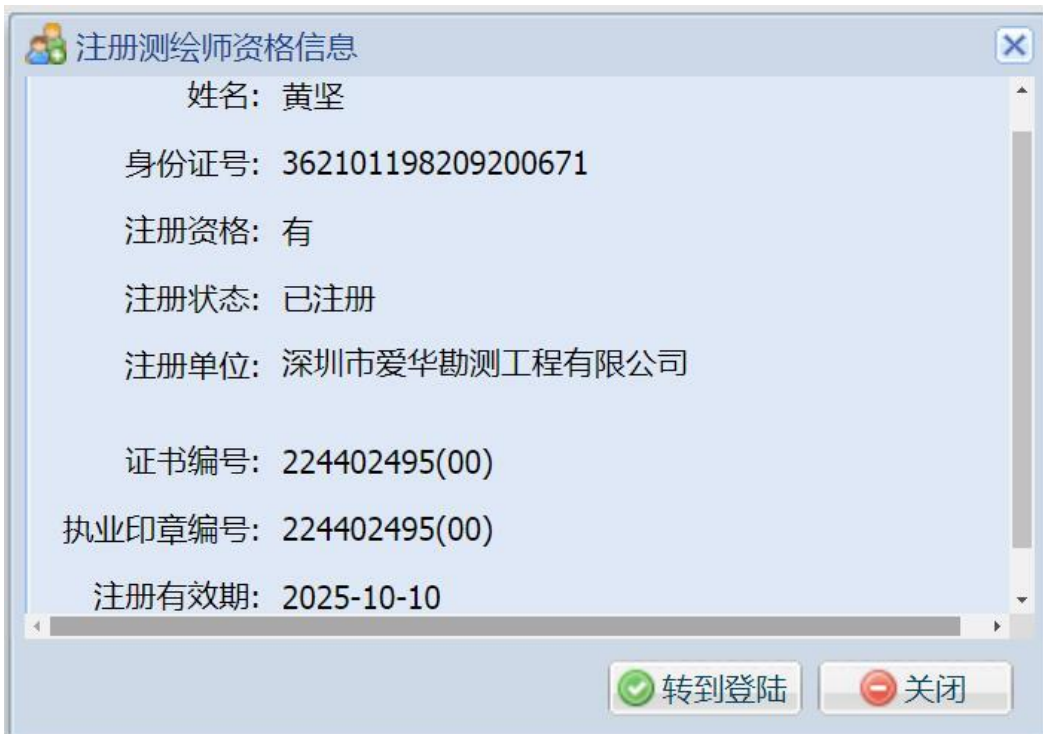 注册测绘师资格信息
姓名: 黄坚
身份证号: 362101198209200671
注册资格: 有
注册状态: 已注册
注册单位: 深圳市爱华勘测工程有限公司
证书编号: 224402495(00)
执业印章编号: 224402495(00)
注册有效期: 2025-10-10
转到登陆 关闭